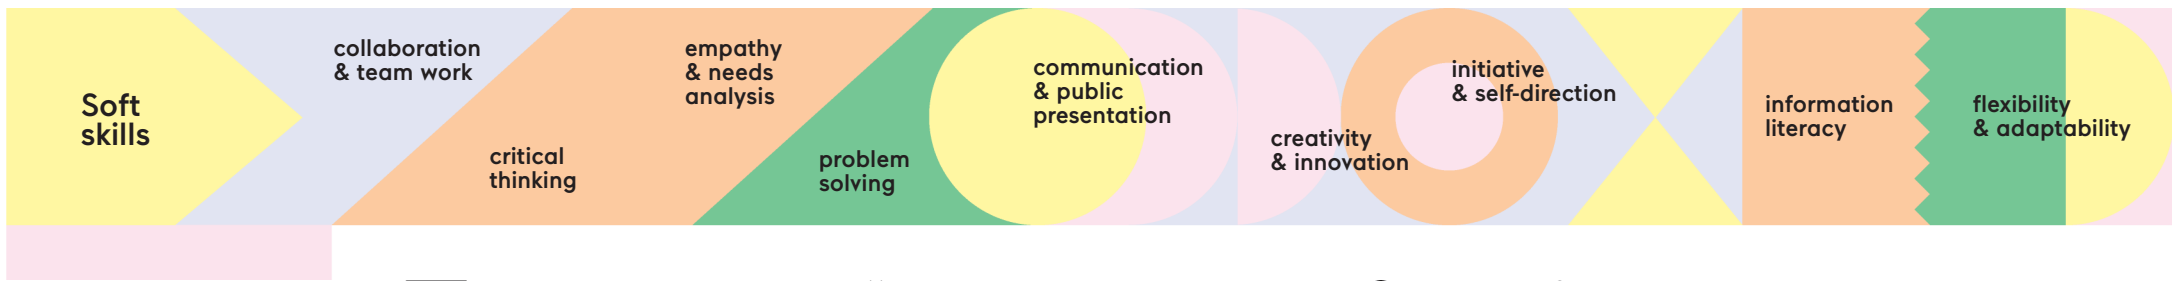 Soft
skills
collaboration
& team work
critical
thinking
empathy
& needs
analysis
problem
solving
communication
& public
presentation
creativity
& innovation
initiative
& self-direction
information
literacy
flexibility
& adaptability